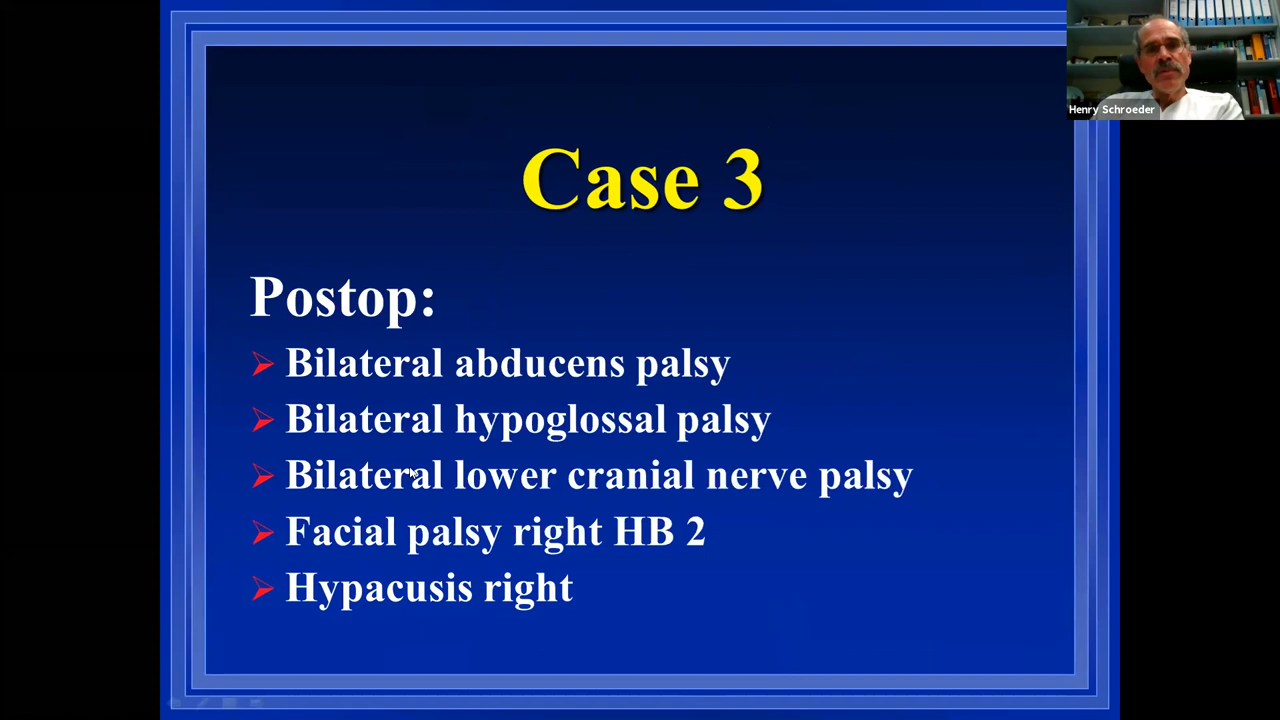 Henry Schroeder
Case 3
Postop:
Bilateral abducens palsy
Bilateral hypoglossal palsy
Bilateral lower cranial nerve palsy
Facial palsy right HB 2
Hypacusis right